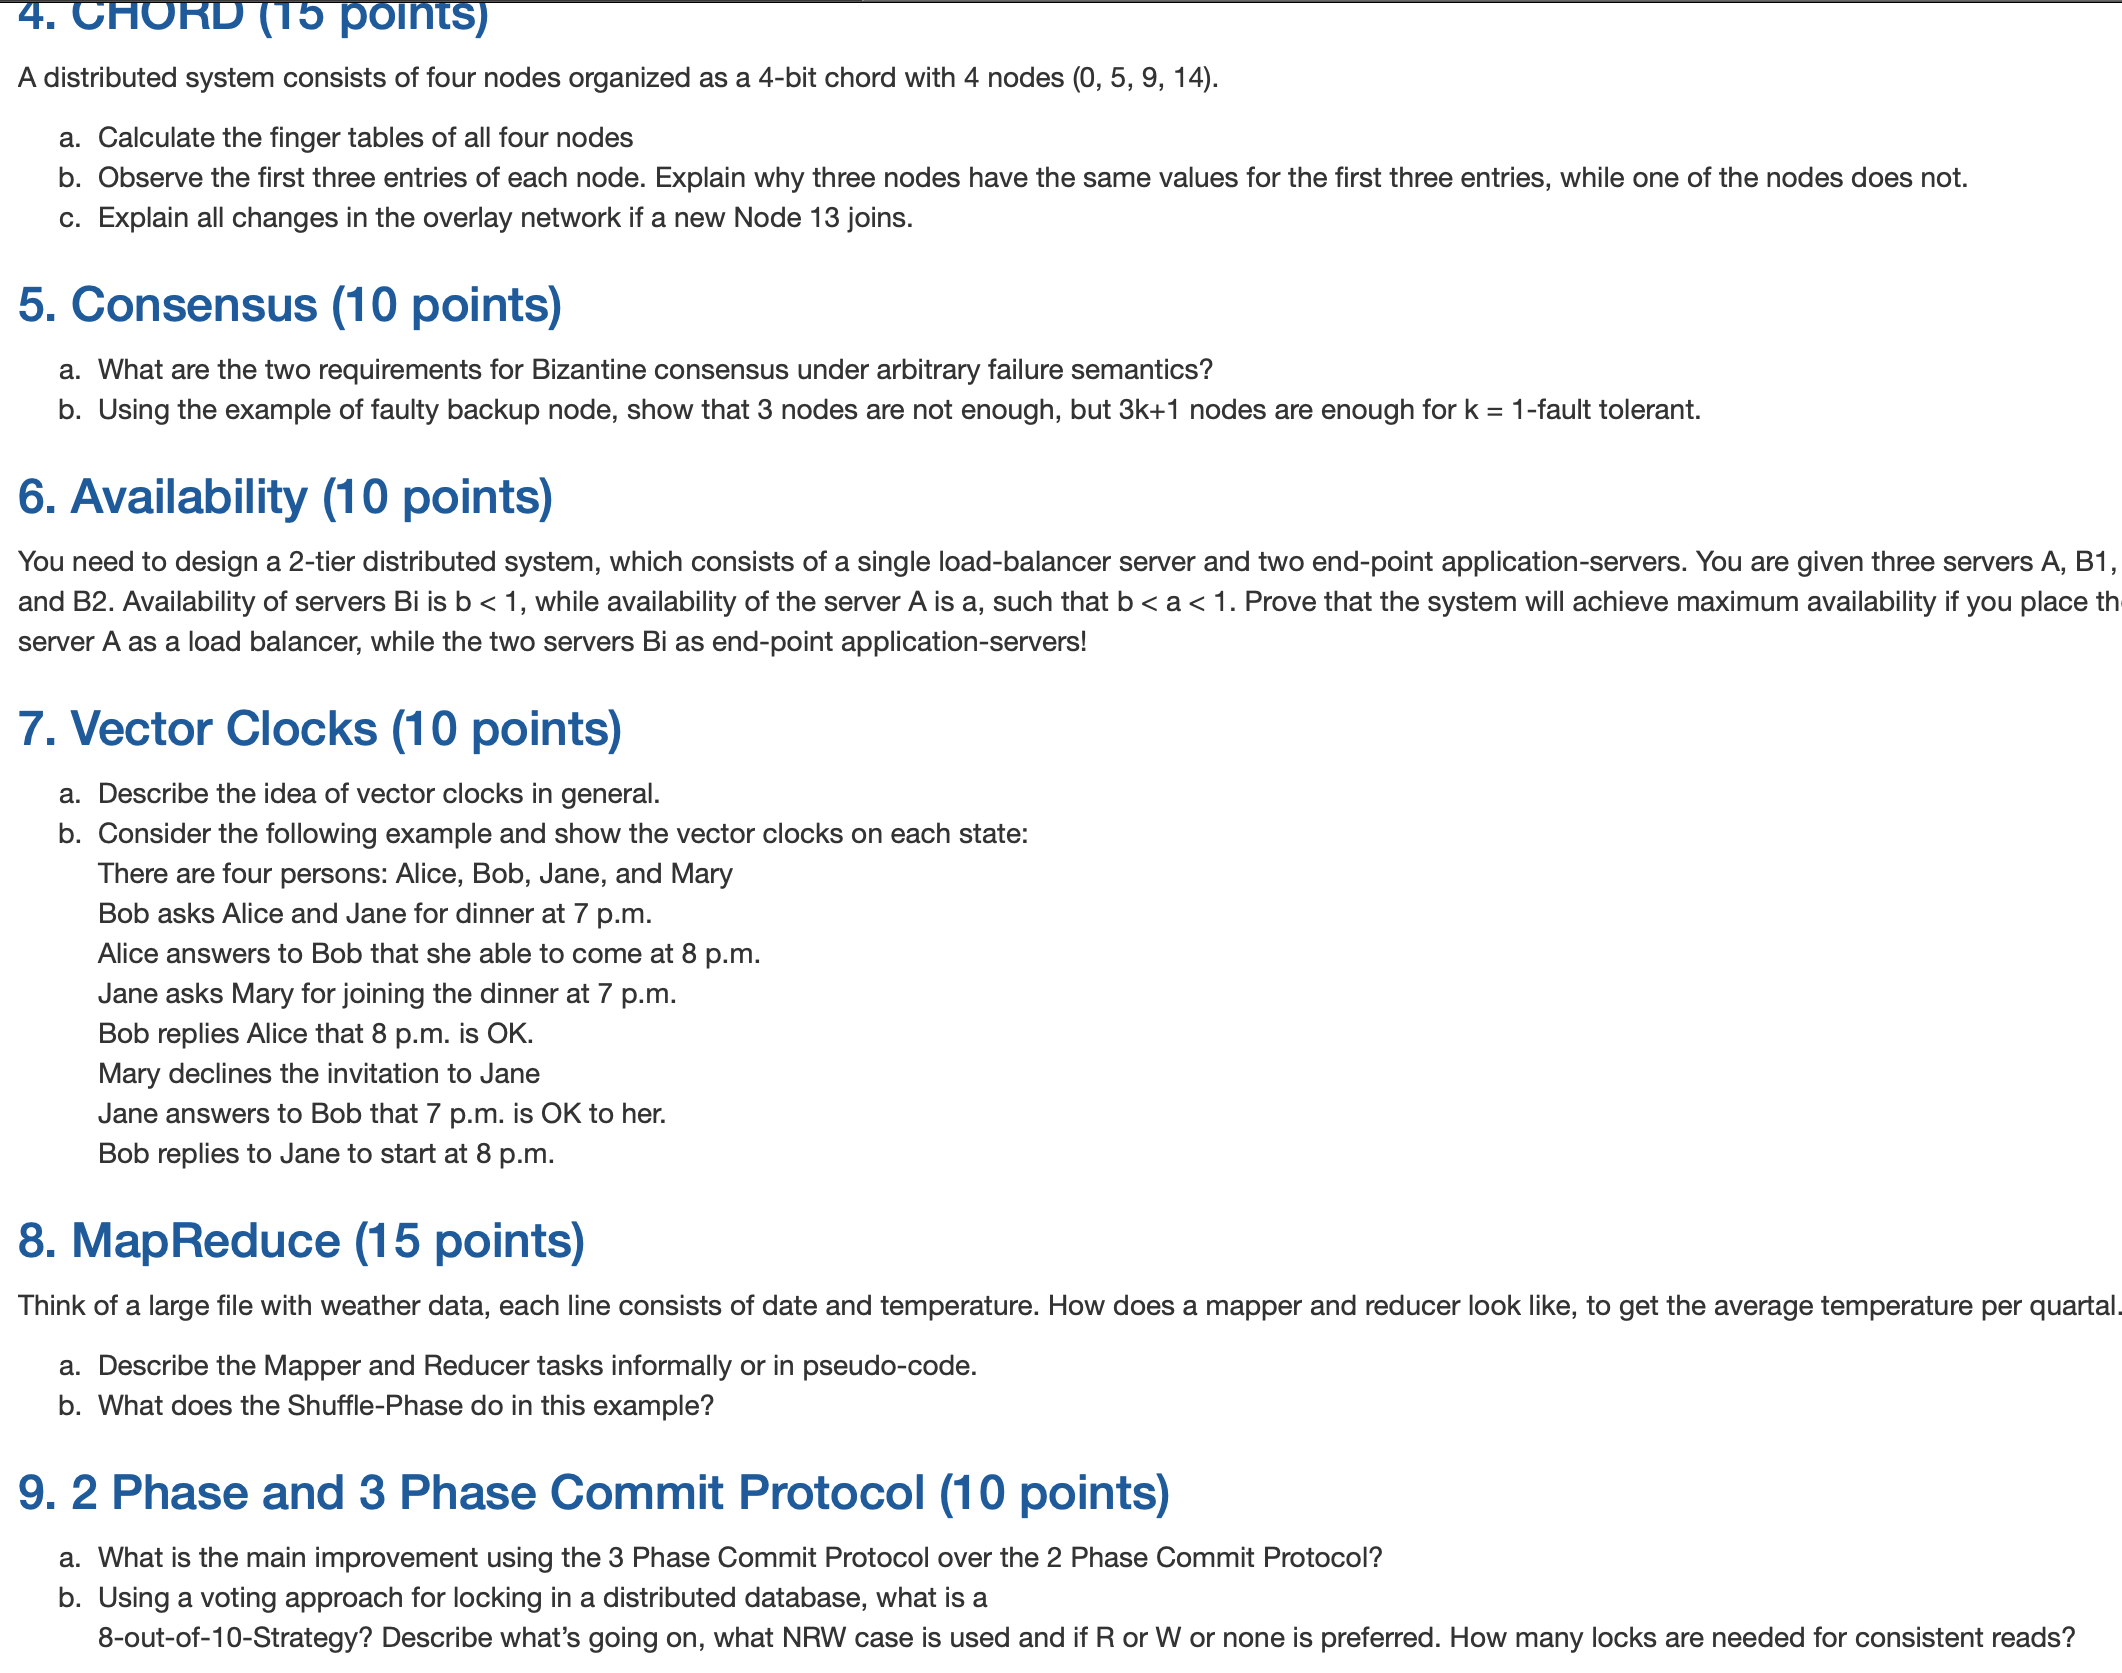 4. CHORD (15 points)
A distributed system consists of four nodes organized as a 4-bit chord with 4 nodes (0, 5, 9, 14).
a. Calculate the finger tables of all four nodes
b. Observe the first three entries of each node. Explain why three nodes have the same values for the first three entries, while one of the nodes does not.
c. Explain all changes in the overlay network if a new Node 13 joins.
5. Consensus (10 points)
a. What are the two requirements for Bizantine consensus under arbitrary failure semantics?
b. Using the example of faulty backup node, show that 3 nodes are not enough, but 3k+1 nodes are enough for k = 1-fault tolerant.
6. Availability (10 points)
You need to design a 2-tier distributed system, which consists of a single load-balancer server and two end-point application-servers. You are given three servers A, B1,
and B2. Availability of servers Bi is b < 1, while availability of the server A is a, such that b < a < 1. Prove that the system will achieve maximum availability if you place the
server A as a load balancer, while the two servers Bi as end-point application-servers!
7. Vector Clocks (10 points)
a. Describe the idea of vector clocks in general.
b. Consider the following example and show the vector clocks on each state:
There are four persons: Alice, Bob, Jane, and Mary
Bob asks Alice and Jane for dinner at 7 p.m.
Alice answers to Bob that she able to come at 8 p.m.
Jane asks Mary for joining the dinner at 7 p.m.
Bob replies Alice that 8 p.m. is OK.
Mary declines the invitation to Jane
Jane answers to Bob that 7 p.m. is OK to her.
Bob replies to Jane to start at 8 p.m.
8. MapReduce (15 points)
Think of a large file with weather data, each line consists of date and temperature. How does a mapper and reducer look like, to get the average temperature per quartal.
a. Describe the Mapper and Reducer tasks informally or in pseudo-code.
b. What does the Shuffle-Phase do in this example?
9. 2 Phase and 3 Phase Commit Protocol (10 points)
a. What is the main improvement using the 3 Phase Commit Protocol over the 2 Phase Commit Protocol?
b. Using a voting approach for locking in a distributed database, what is a
8-out-of-10-Strategy? Describe what's going on, what NRW case is used and if R or W or none is preferred. How many locks are needed for consistent reads?